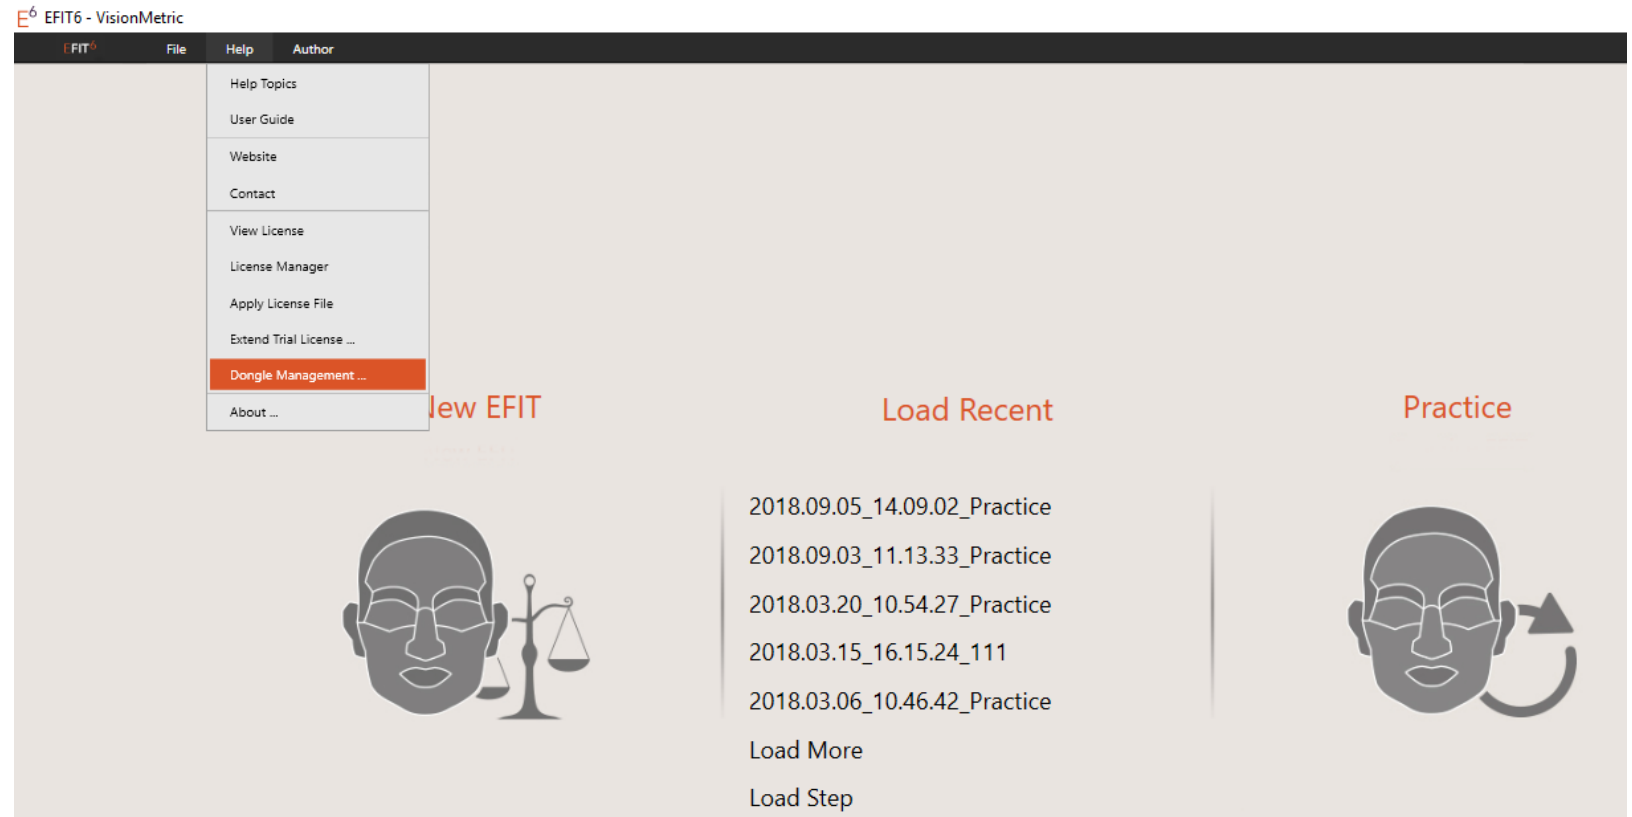 E6 EFIT6 - VisionMetric
EFIT6 File Help Author
Help Topics
User Guide
Website
Contact
View License
License Manager
Apply License File
Extend Trial License ...
Dongle Management ...
About ...
ew EFIT
Load Recent
Practice
2018.09.05_14.09.02_Practice
2018.09.03_11.13.33_Practice
2018.03.20_10.54.27_Practice
2018.03.15_16.15.24_111
2018.03.06_10.46.42_Practice
Load More
Load Step